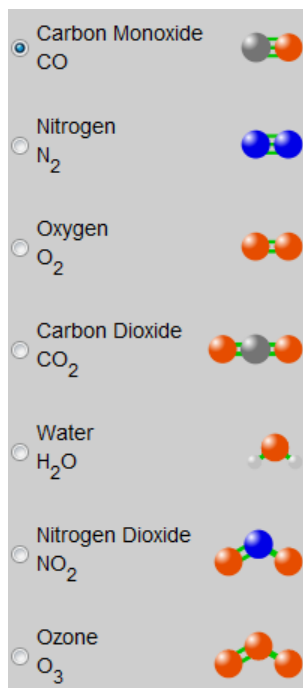 Carbon Monoxide
CO
Nitrogen
N₂
Oxygen
O₂
Carbon Dioxide
CO₂
Water
H₂O
Nitrogen Dioxide
NO₂
Ozone
O₃